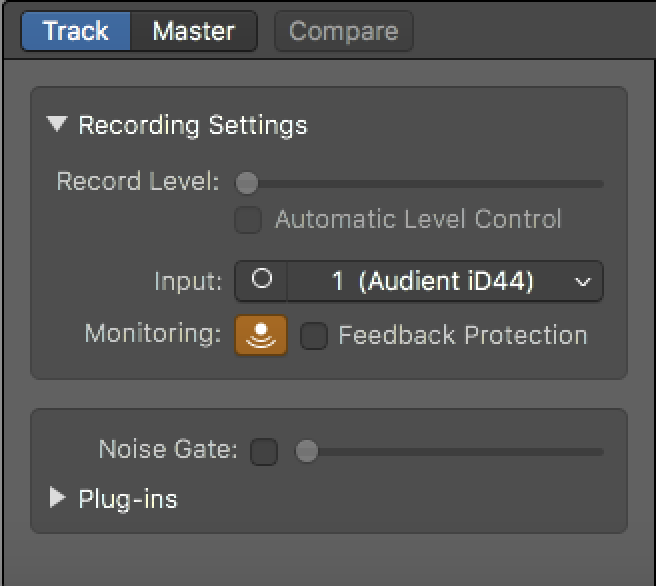 Track Master Compare
Recording Settings
Record Level:
Automatic Level Control
Input: 1 (Audient iD44)
Monitoring: Feedback Protection
Noise Gate:
Plug-ins